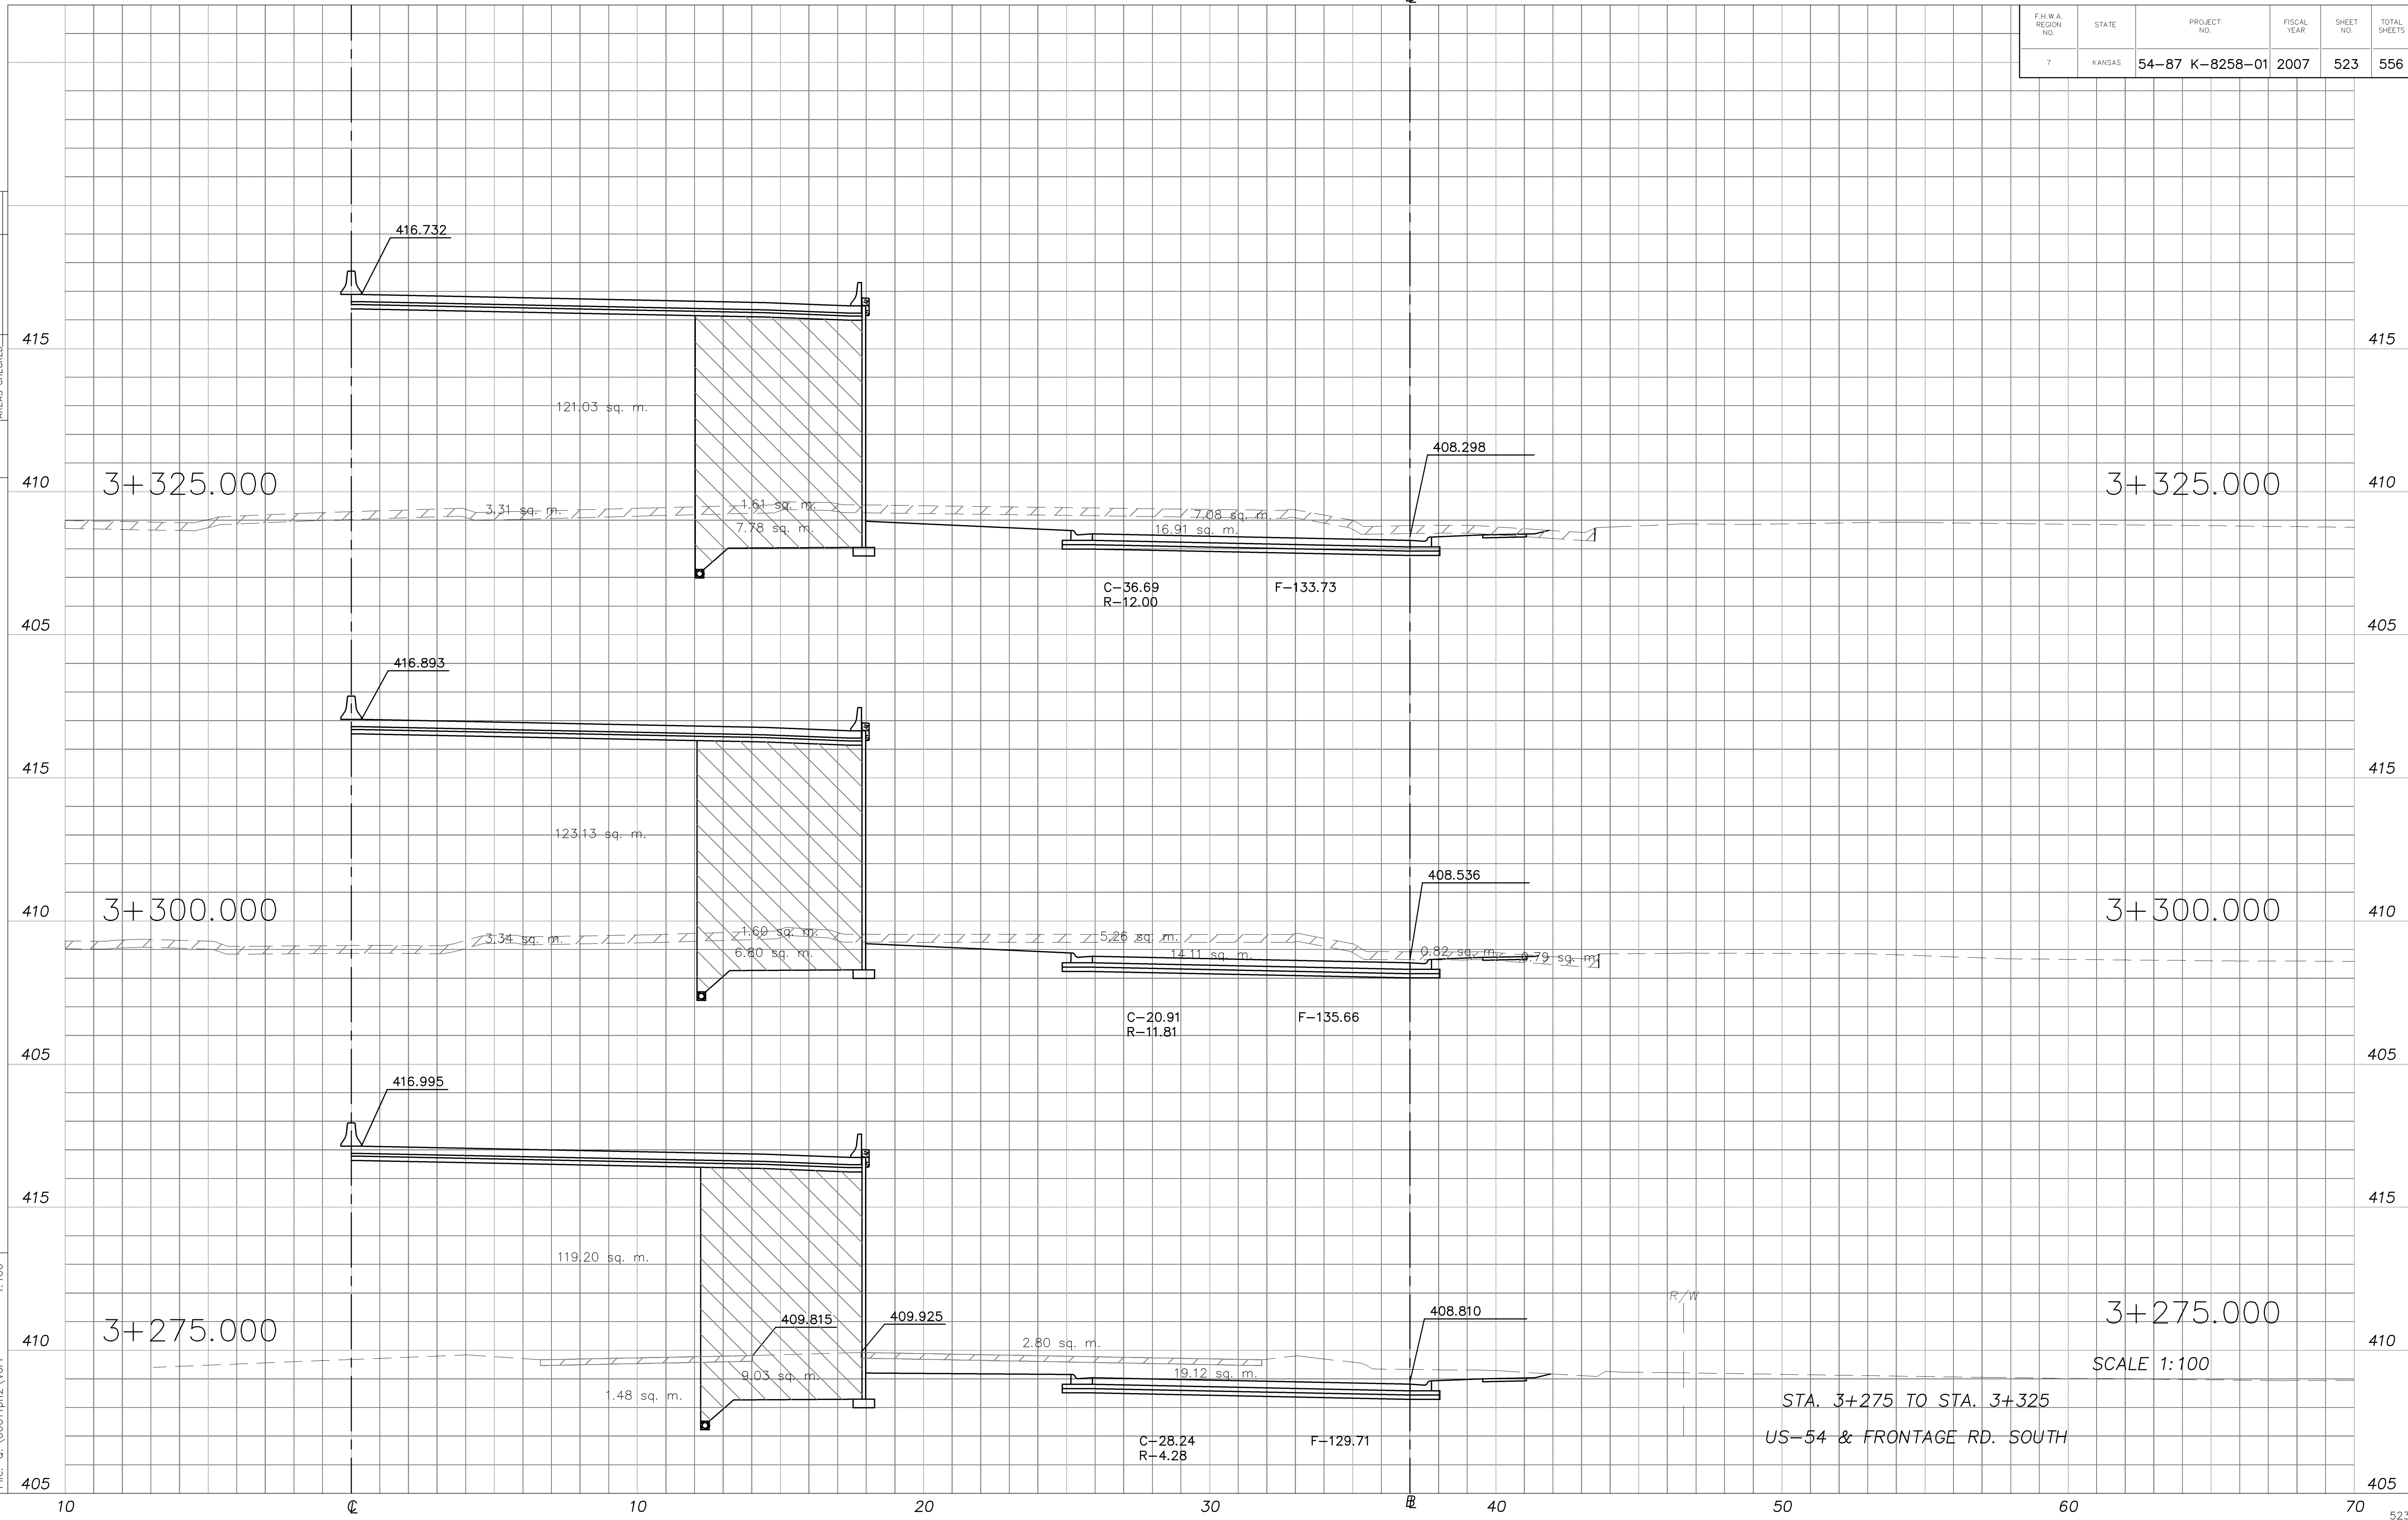 F.H.W.A. REGION NO. STATE PROJECT NO. FISCAL YEAR SHEET NO. TOTAL SHEETS
7 KANSAS 54-87 K-8258-01 2007 523 556
416.732
415 415
121.03 sq. m.
408.298
410 3+325.000 3+325.000 410
3.31 sq. m. 1.61 sq. m. 7.08 sq. m.
7.78 sq. m. 16.91 sq. m.
C-36.69 F-133.73
R-12.00
405 405
416.893
415 415
123.13 sq. m.
408.536
410 3+300.000 3+300.000 410
3.34 sq. m. 1.60 sq. m. 5.26 sq. m. 0.82 sq. m.
6.80 sq. m. 14.11 sq. m. 0.79 sq. m.
C-20.91 F-135.66
R-11.81
405 405
416.995
415 415
119.20 sq. m.
R/W
409.815 409.925 408.810
410 3+275.000 3+275.000 410
2.80 sq. m.
9.03 sq. m. 19.12 sq. m. SCALE 1:100
1.48 sq. m.
STA. 3+275 TO STA. 3+325
US-54 & FRONTAGE RD. SOUTH
C-28.24 F-129.71
R-4.28
405 405
10 ℄ 10 20 30 40 50 60 70
523